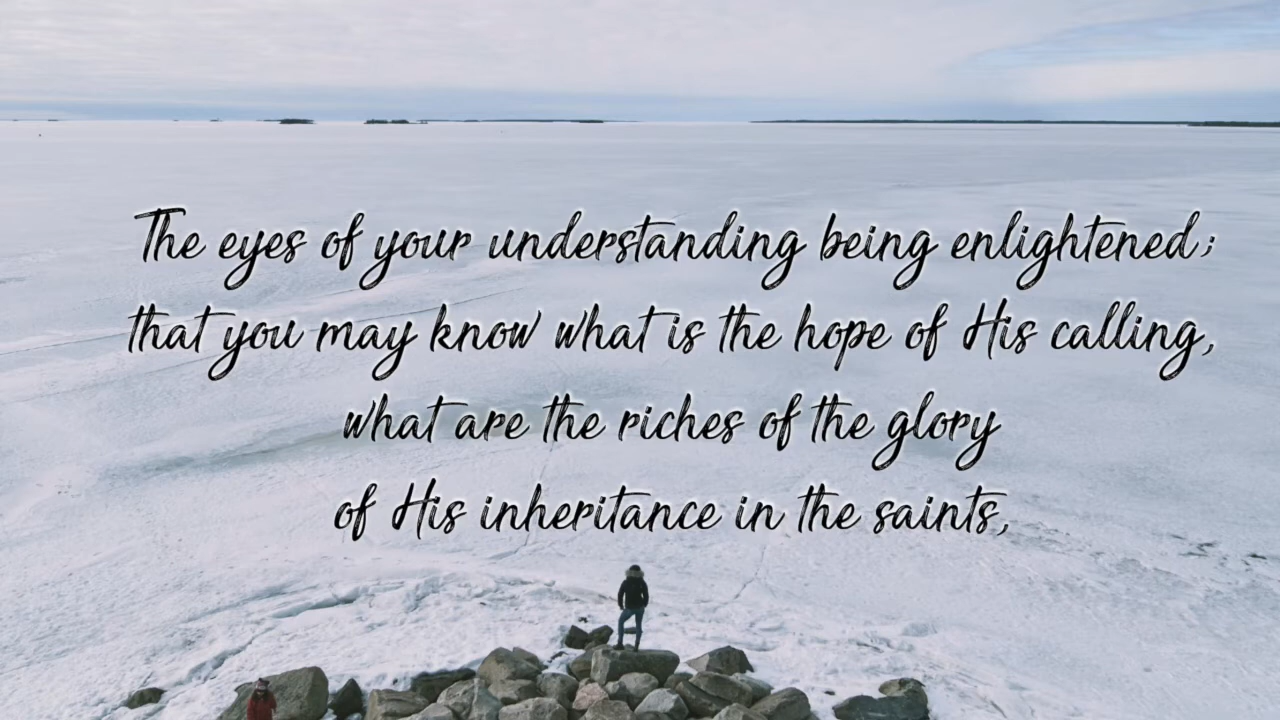 The eyes of your understanding being enlightened;
that you may know what is the hope of His calling,
what are the riches of the glory
of His inheritance in the saints,